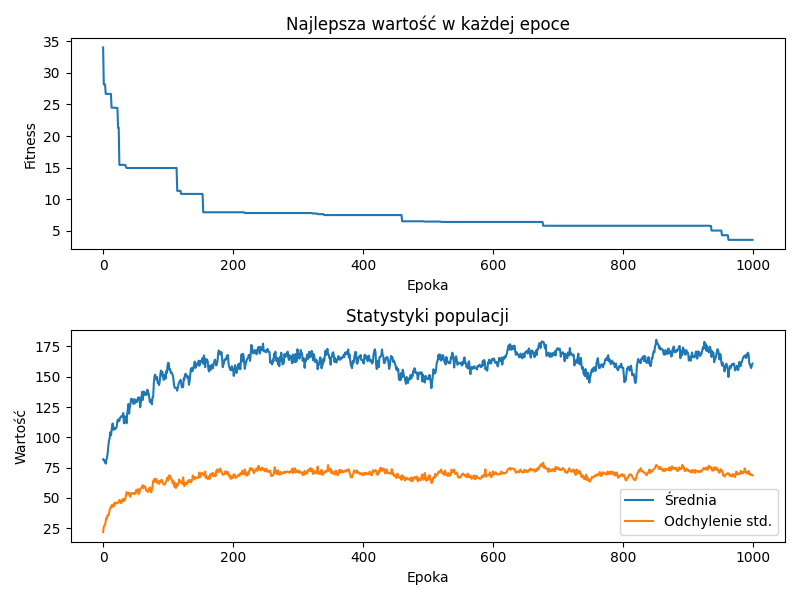 Najlepsza wartość w każdej epoce
35
30
25
20
15
10
5
Fitness
0 200 400 600 800 1000
Epoka
Statystyki populacji
175
150
125
100
75
50
25
Wartość
Średnia
Odchylenie std.
0 200 400 600 800 1000
Epoka